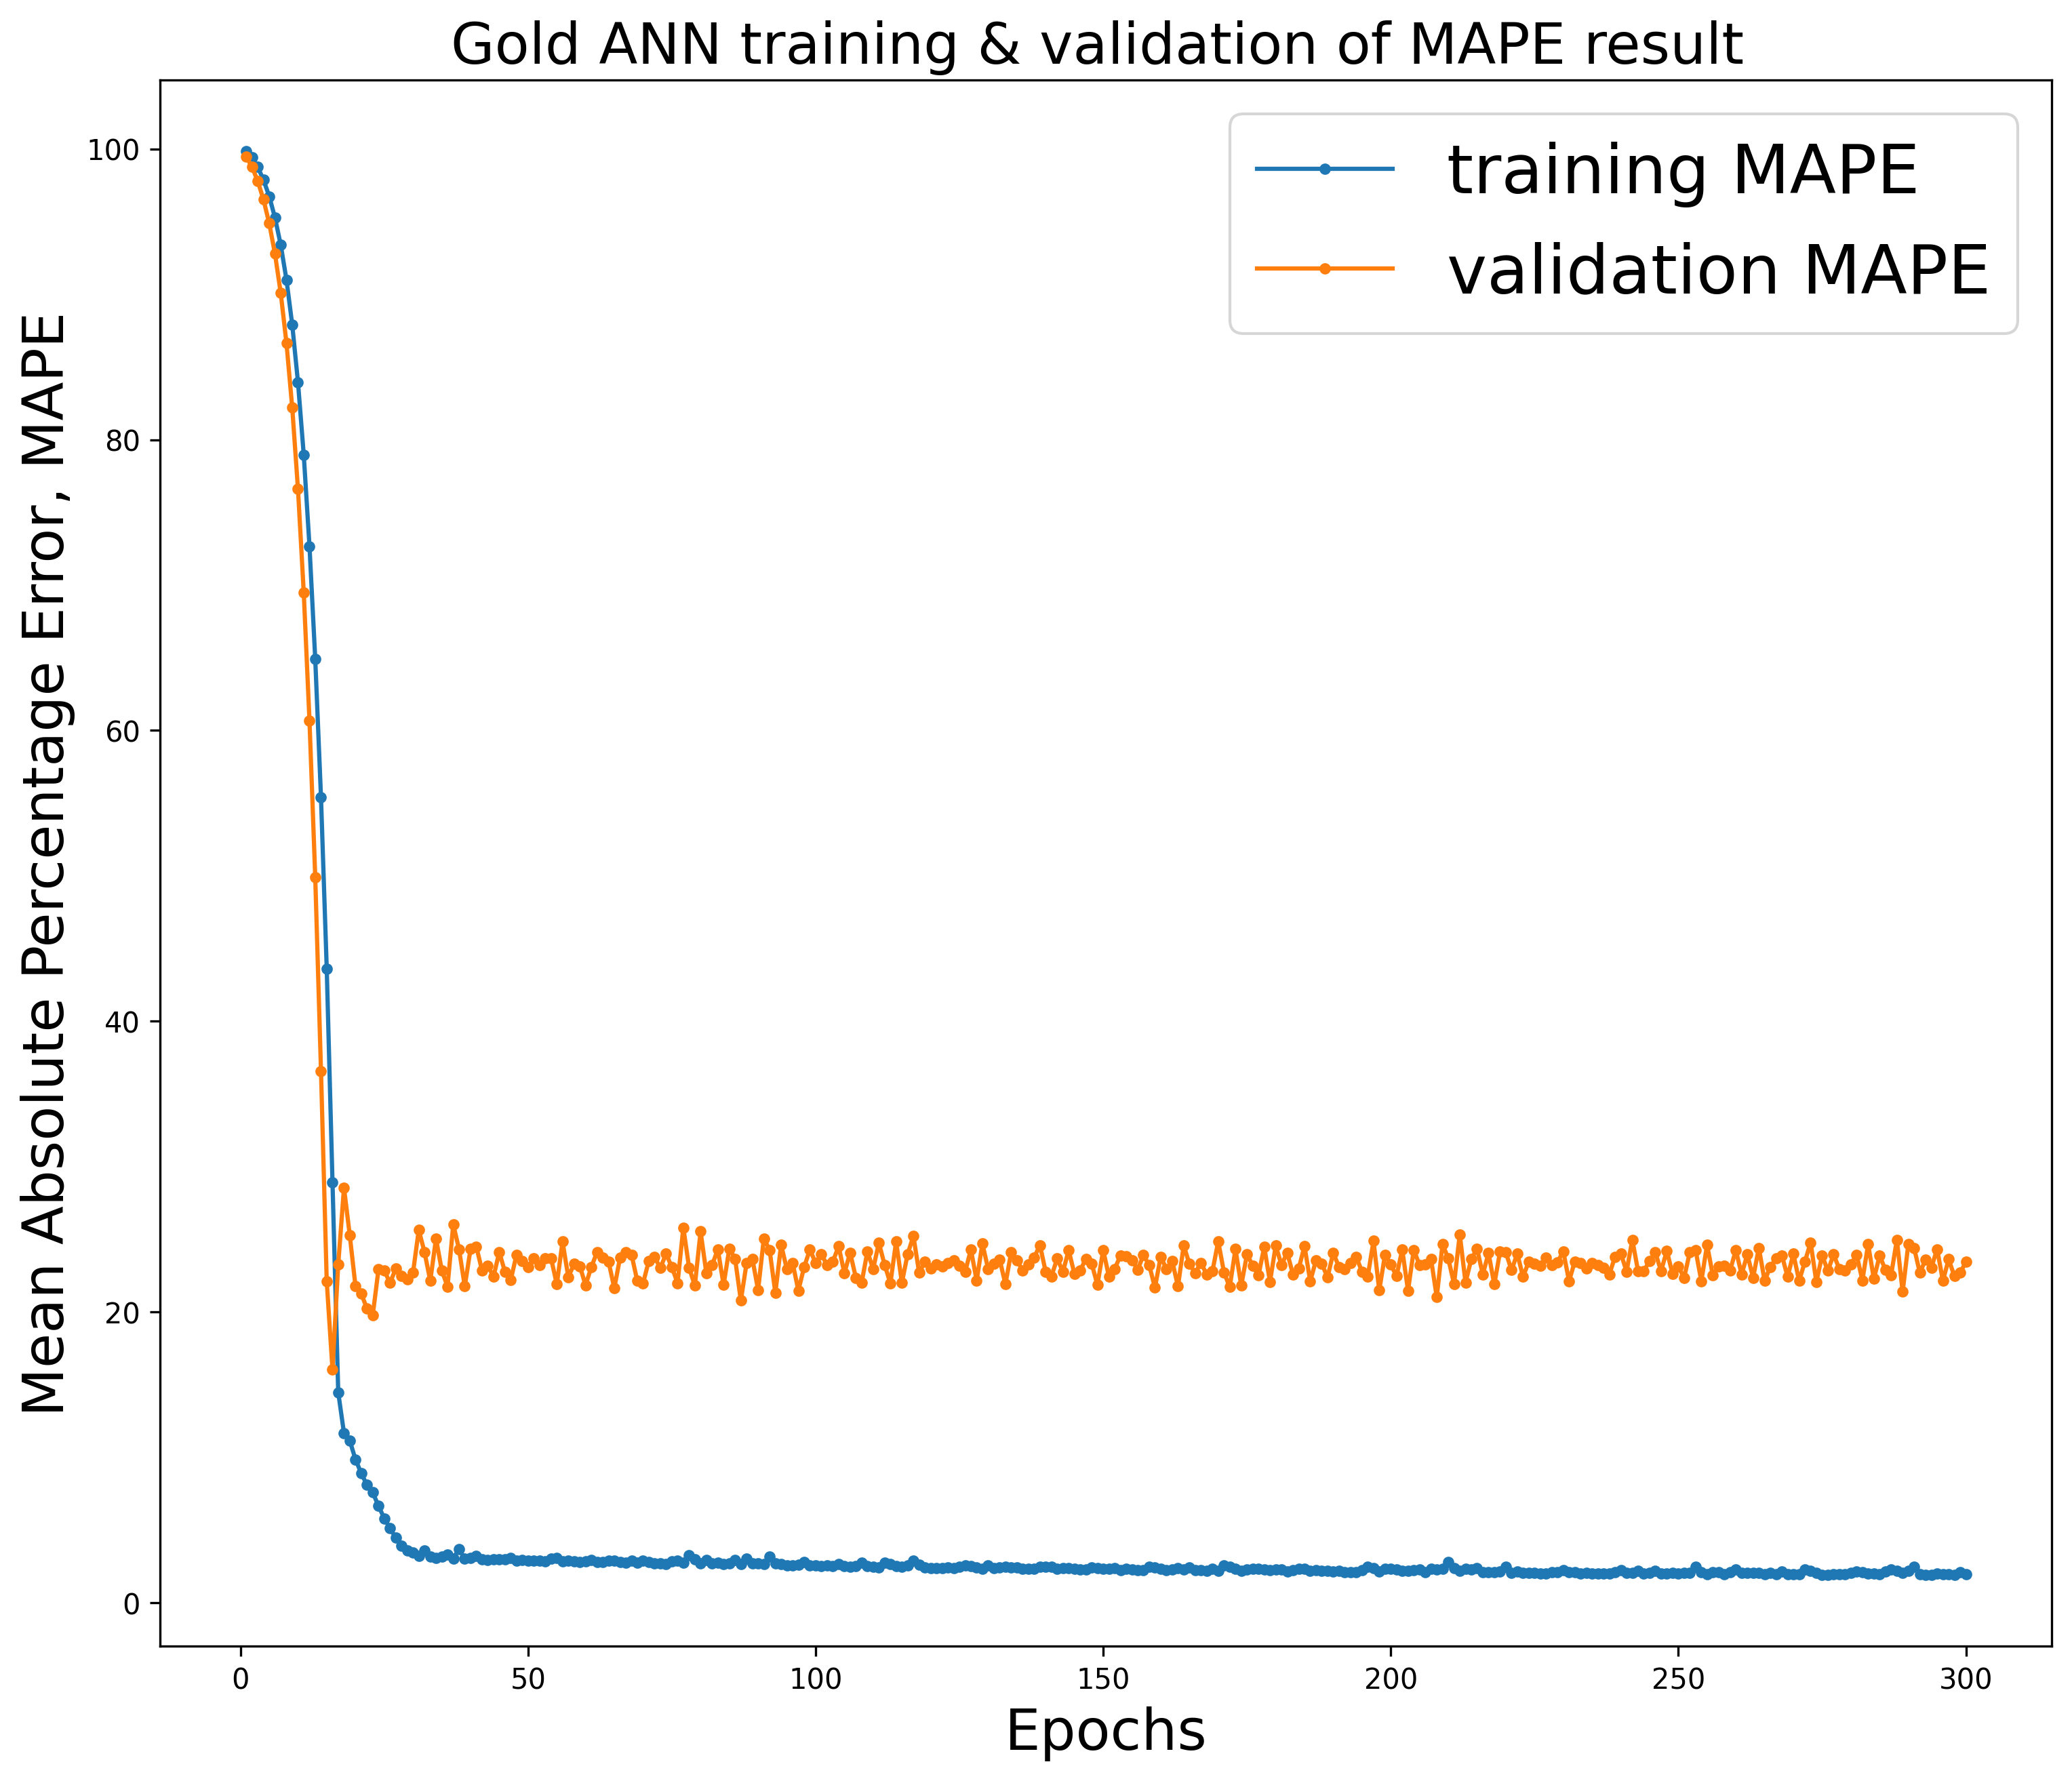 Gold ANN training & validation of MAPE result
training MAPE
validation MAPE
Mean Absolute Percentage Error, MAPE
100
80
60
40
20
0
0 50 100 150 200 250 300
Epochs